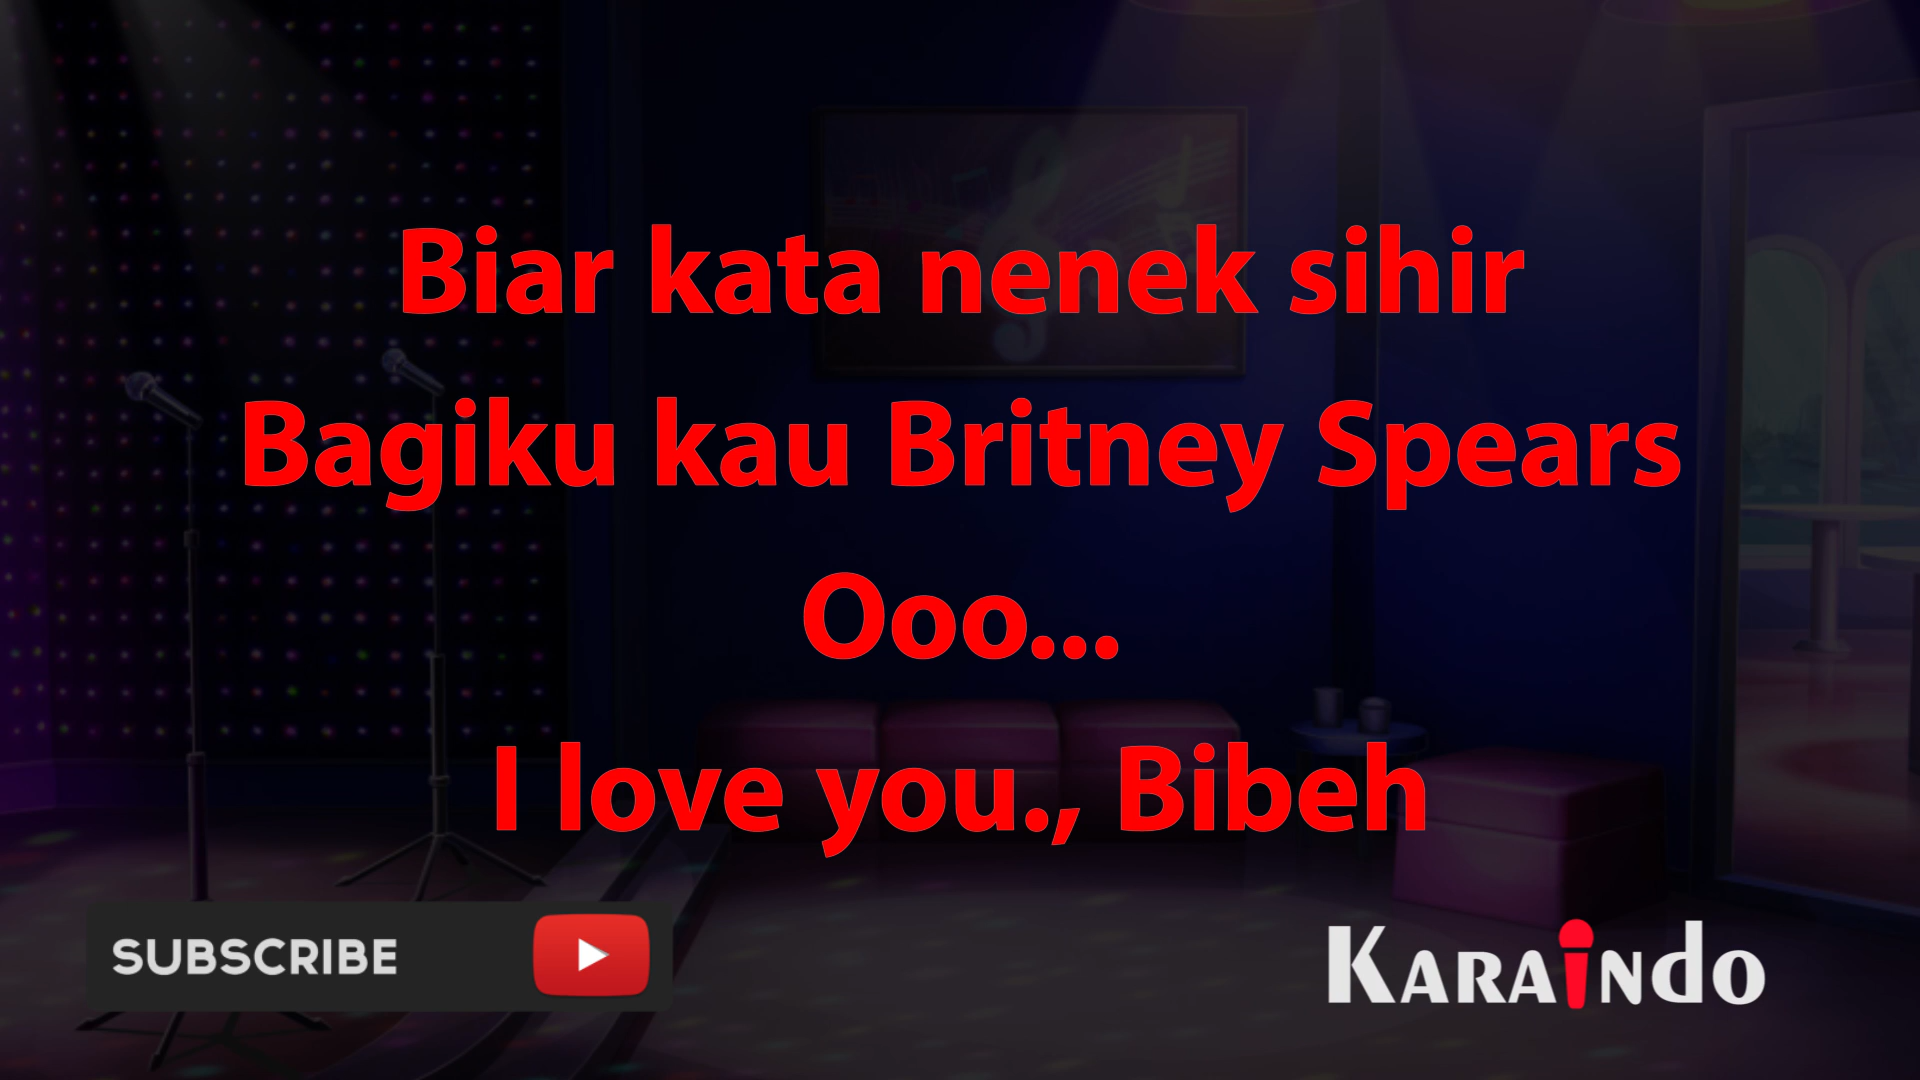 Biar kata nenek sihir
Bagiku kau Britney Spears
Ooo...
I love you., Bibeh
SUBSCRIBE
KARAINDO